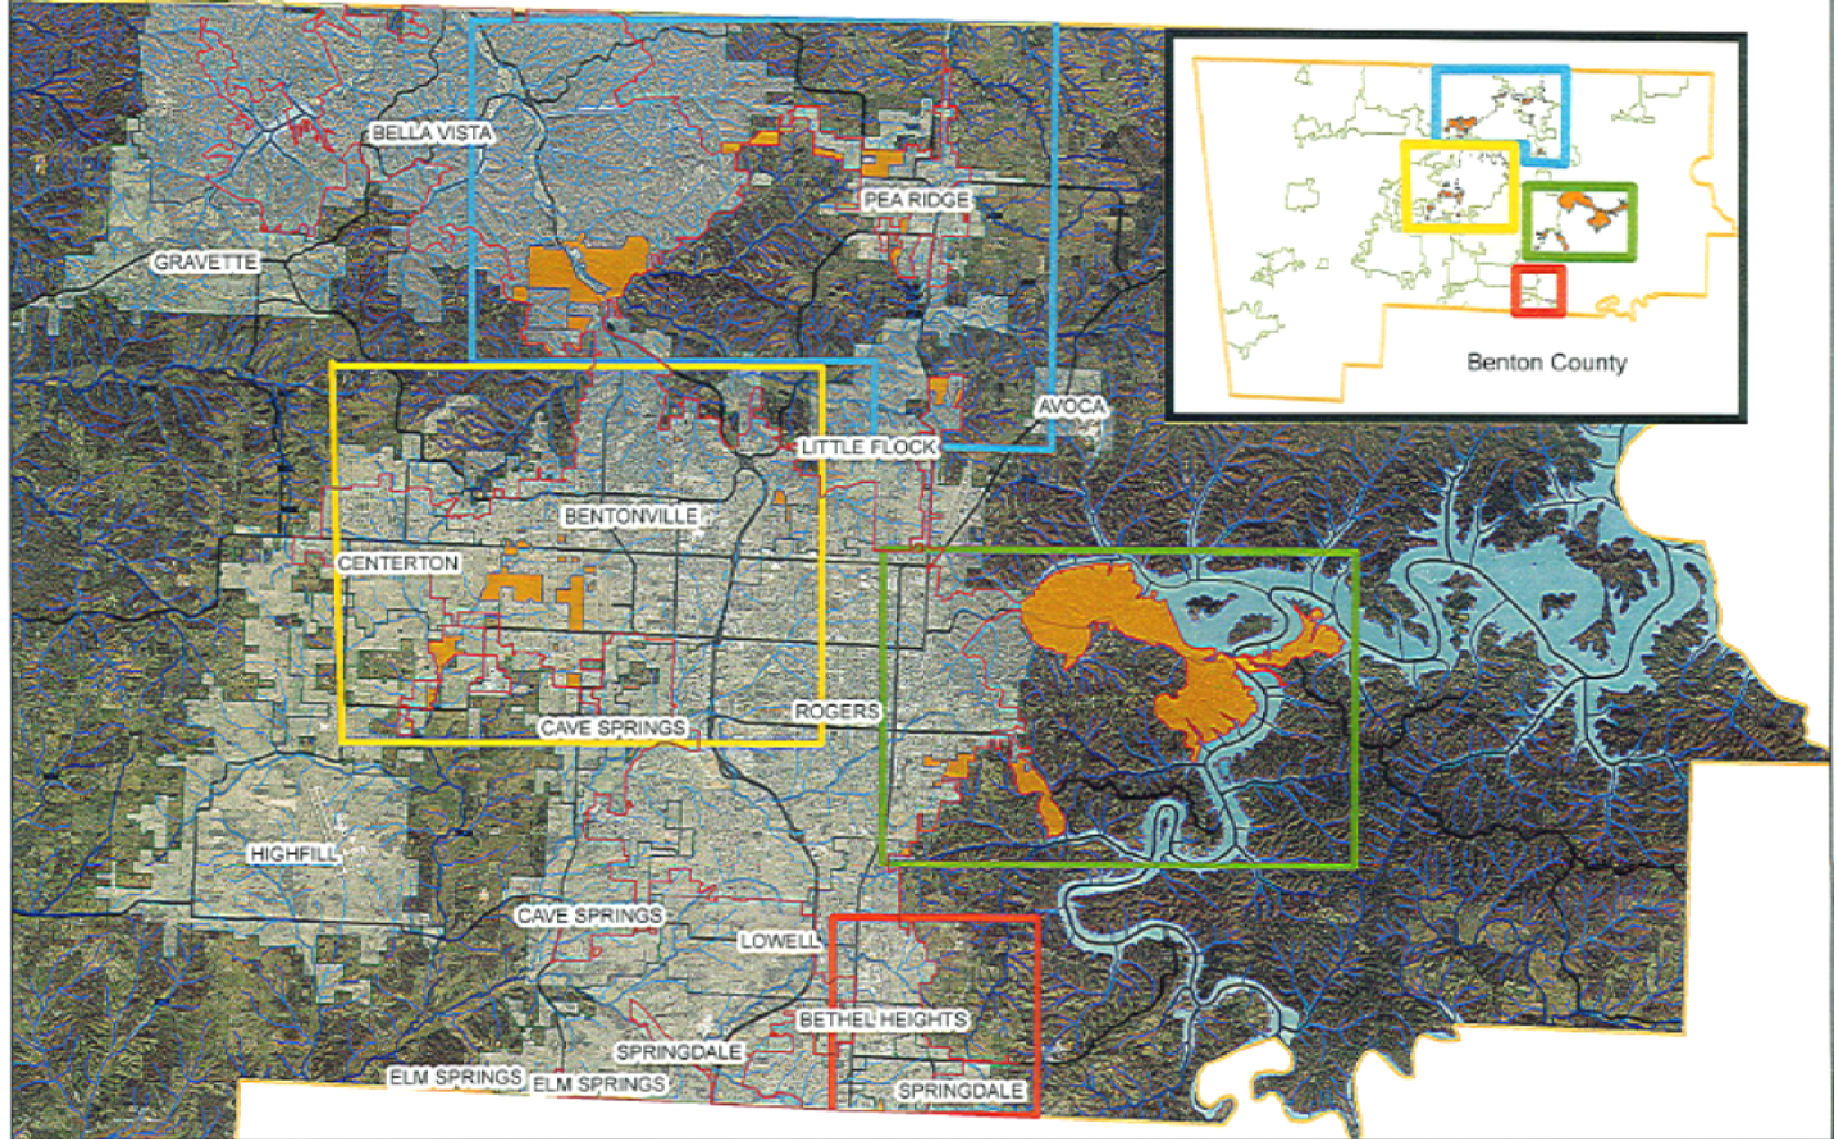 BELLA VISTA
PEA RIDGE
GRAVETTE
Benton County
AVOCA
LITTLE FLOCK
BENTONVILLE
CENTERTON
ROGERS
CAVE SPRINGS
HIGHFILL
CAVE SPRINGS
LOWELL
BETHEL HEIGHTS
SPRINGDALE
ELM SPRINGS
ELM SPRINGS
SPRINGDALE